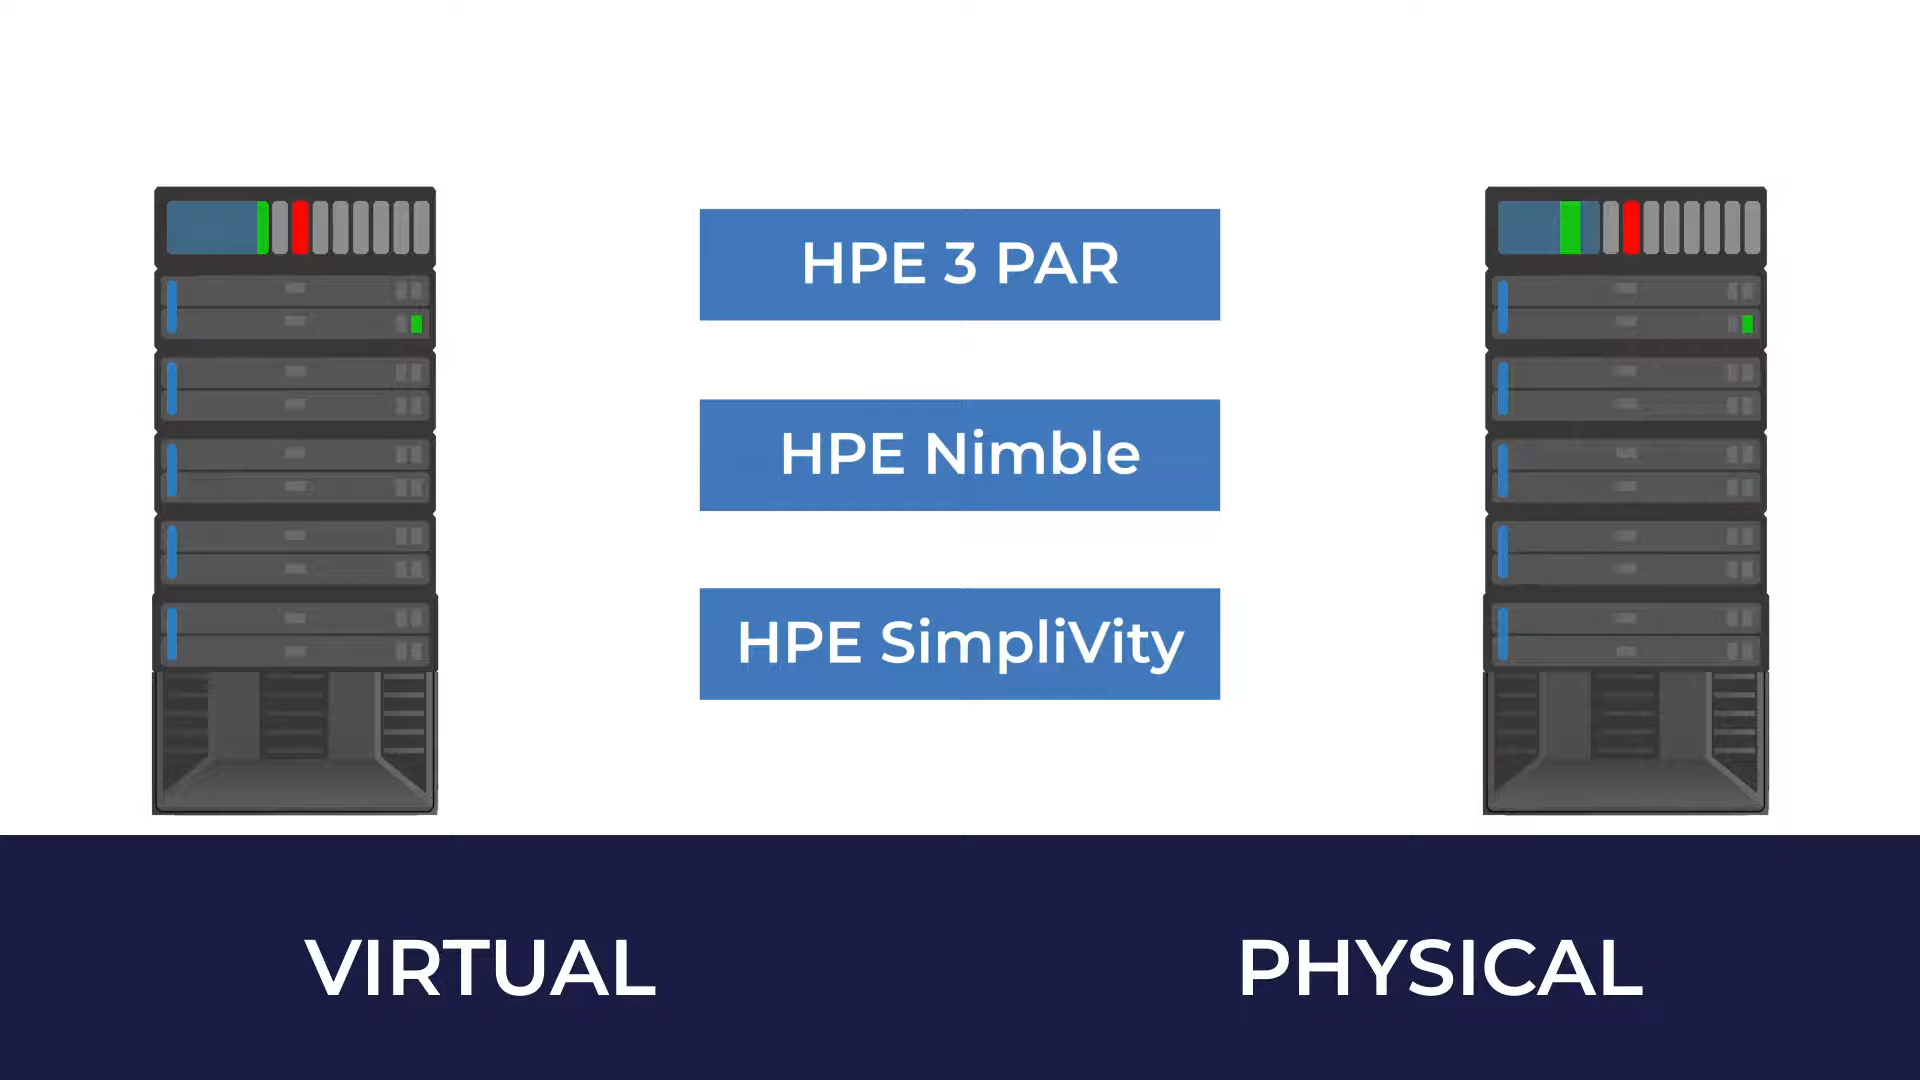 HPE 3 PAR
HPE Nimble
HPE SimpliVity
VIRTUAL
PHYSICAL